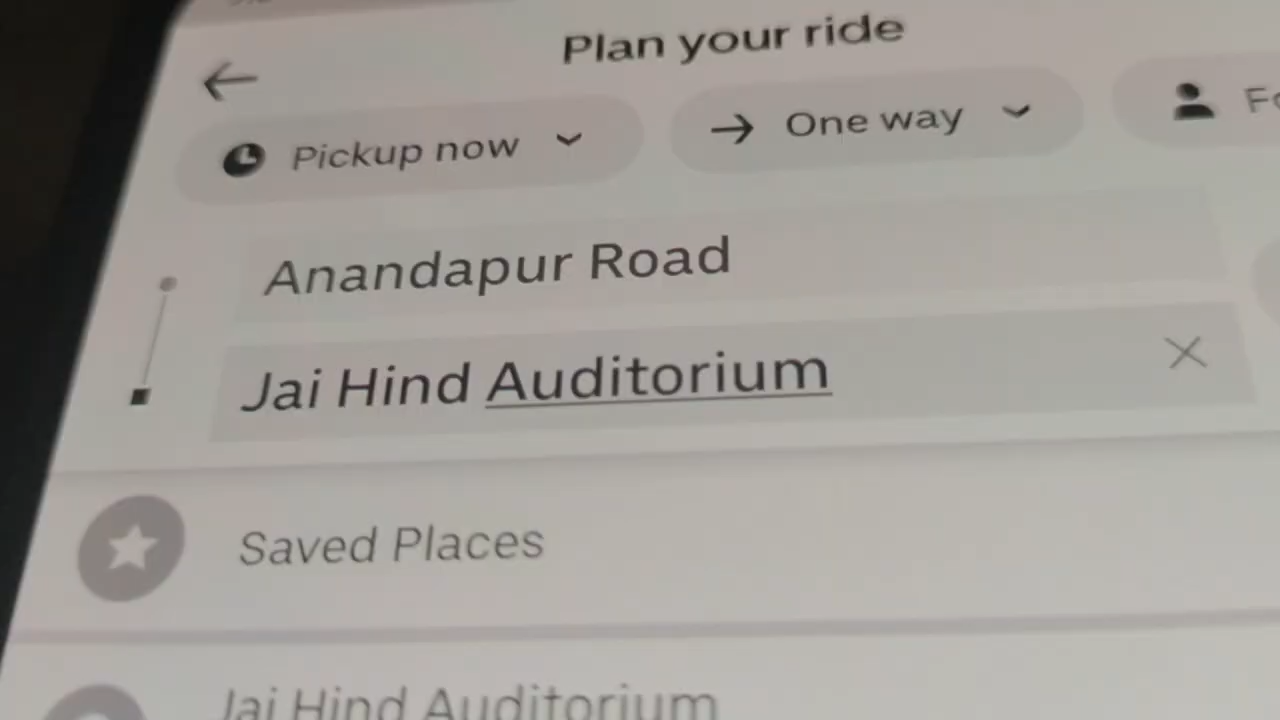 Plan your ride
Pickup now
One way
Anandapur Road
Jai Hind Auditorium
Saved Places
Jai Hind Auditorium